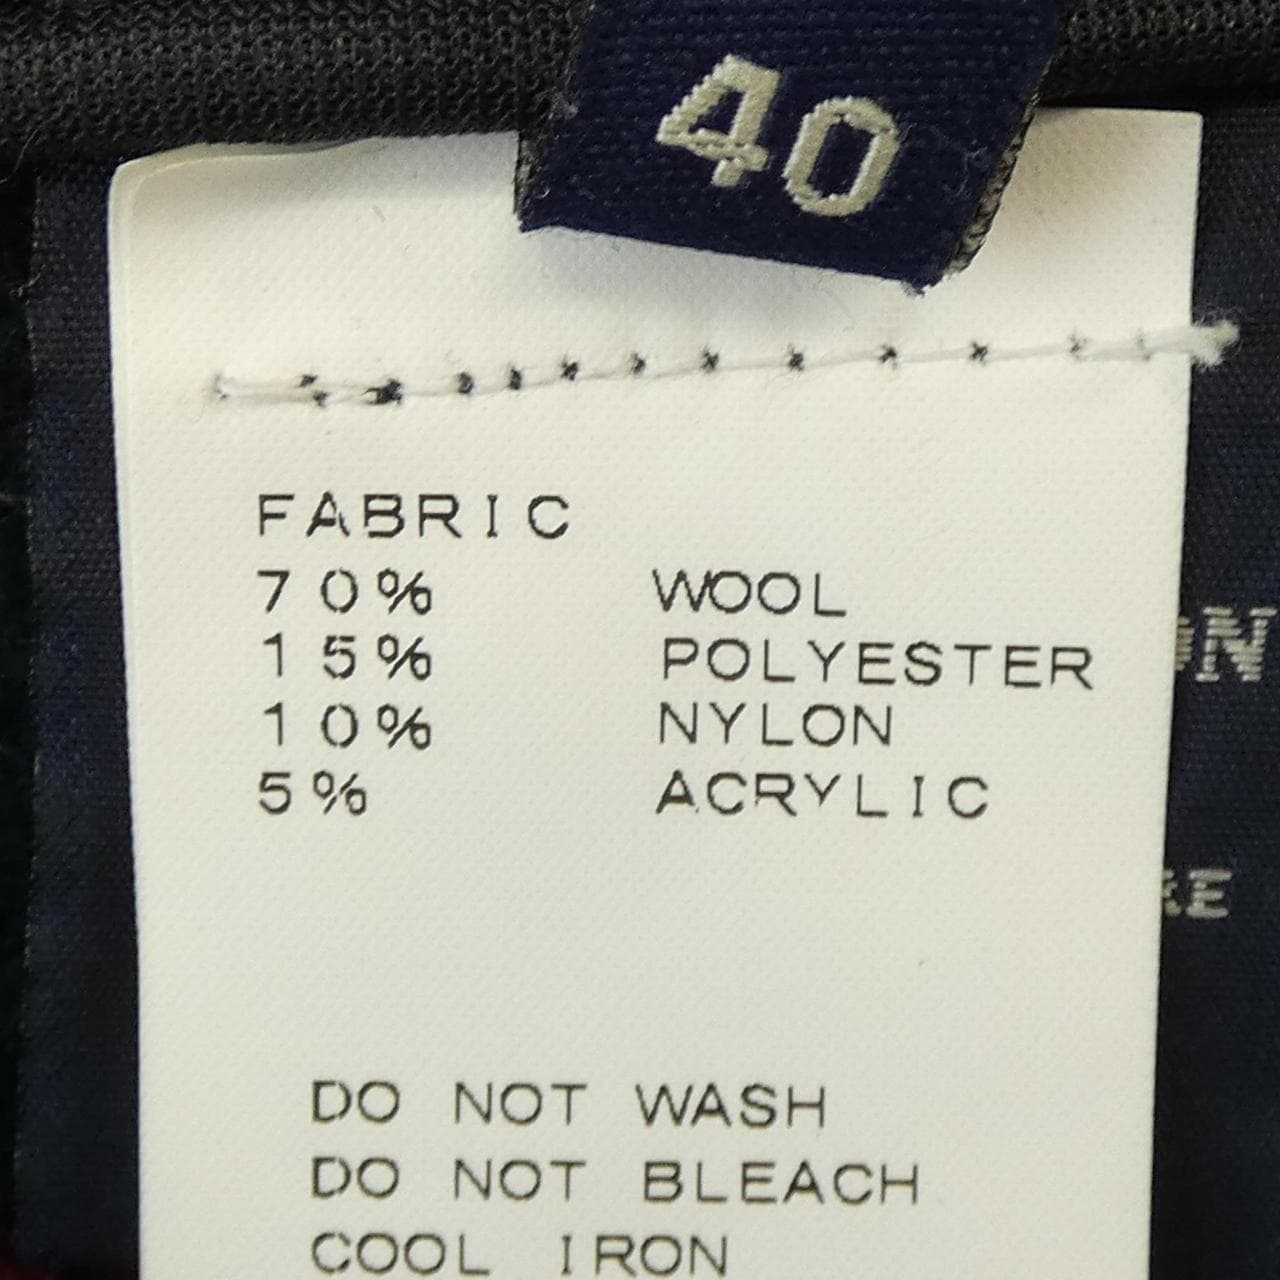 40
FABRIC
70% WOOL
15% POLYESTER
10% NYLON
5% ACRYLIC
DO NOT WASH
DO NOT BLEACH
COOL IRON